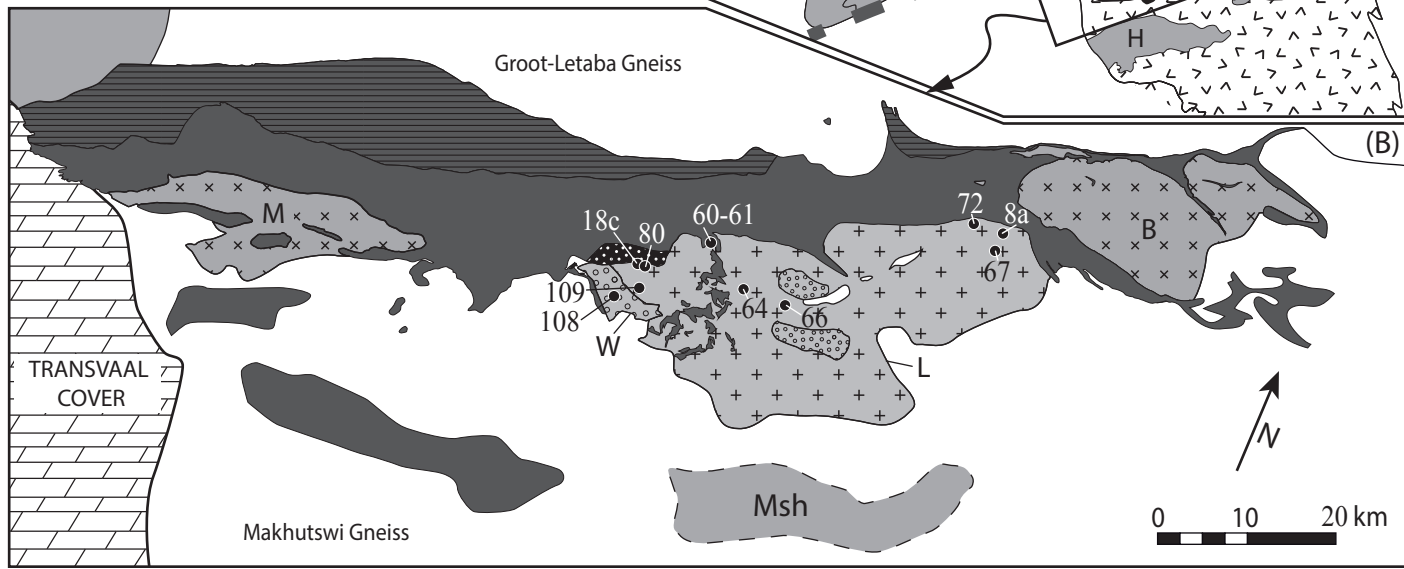 H
Groot-Letaba Gneiss
(B)
M
18c
80
60-61
72
8a
B
67
109
64
66
108
W
L
TRANSVAAL
COVER
N
Msh
Makhutswi Gneiss
0 10 20 km